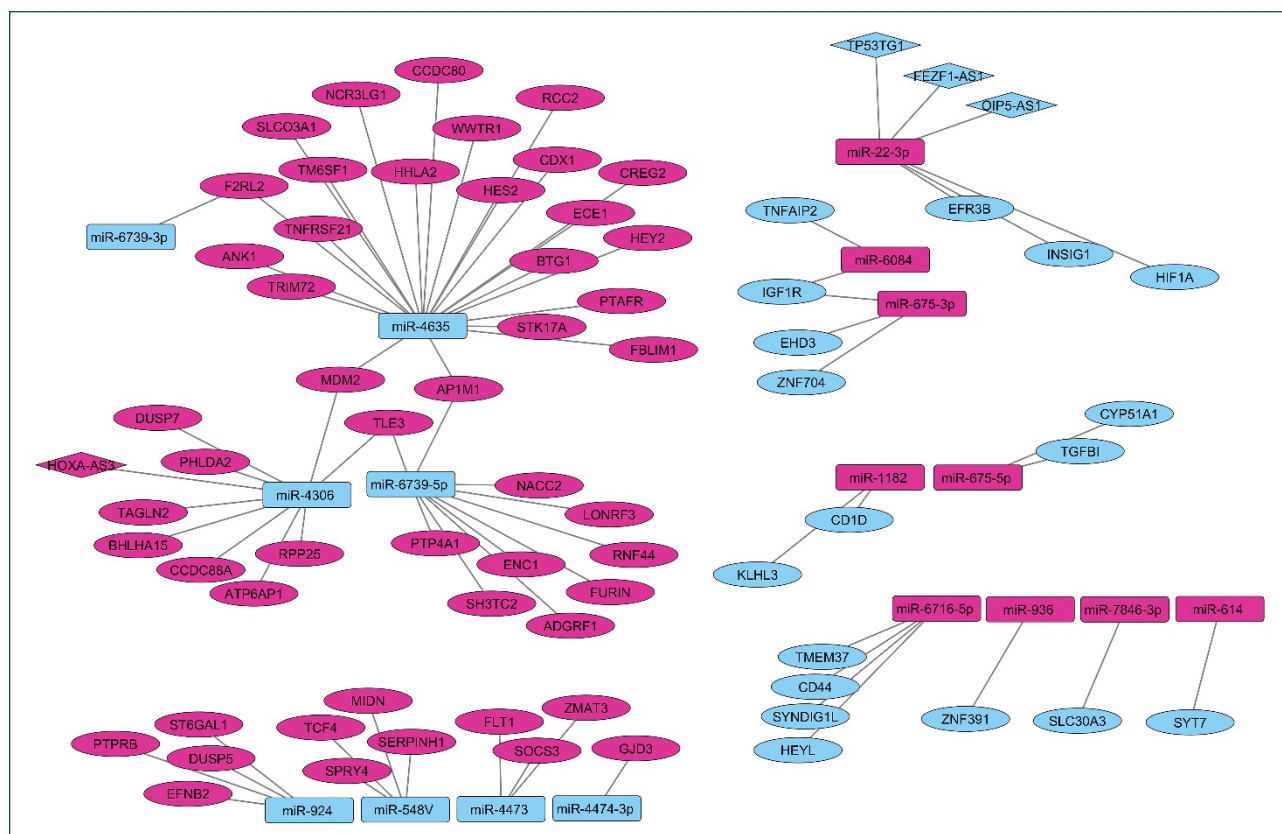 CCDC80
NCR3LG1
RCC2
SLCO3A1
WWTR1
TM6SF1
HHLA2
CDX1
CREG2
F2RL2
HES2
miR-6739-3p
TNFRSF21
ECE1
HEY2
ANK1
BTG1
TRIM72
PTAFR
miR-4635
STK17A
FBLIM1
MDM2
AP1M1
DUSP7
TLE3
HOXA-AS3
PHLDA2
miR-4306
miR-6739-5p
NACC2
TAGLN2
LONRF3
BHLHA15
RPP25
PTP4A1
RNF44
CCDC88A
ENC1
ATP6AP1
FURIN
SH3TC2
ADGRF1
MIDN
ST6GAL1
TCF4
FLT1
ZMAT3
PTPRB
DUSP5
SERPINH1
SOCS3
GJD3
SPRY4
EFNB2
miR-924
miR-548V
miR-4473
miR-4474-3p
TP53TG1
FEZF1-AS1
OIP5-AS1
miR-22-3p
TNFAIP2
EFR3B
miR-6084
INSIG1
HIF1A
IGF1R
miR-675-3p
EHD3
ZNF704
CYP51A1
TGFBI
miR-1182
miR-675-5p
CD1D
KLHL3
miR-6716-5p
miR-936
miR-7846-3p
miR-614
TMEM37
CD44
SYNDIG1L
ZNF391
SLC30A3
SYT7
HEYL